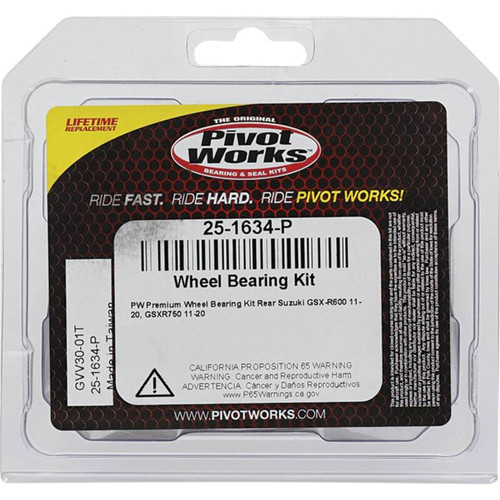 LIFETIME
REPLACEMENT
THE ORIGINAL
Pivot
Works
BEARING & SEAL KITS
RIDE FAST. RIDE HARD. RIDE PIVOT WORKS!
25-1634-P
Wheel Bearing Kit
PW Premium Wheel Bearing Kit Rear Suzuki GSX-R600 11-
20, GSXR750 11-20
CALIFORNIA PROPOSITION 65 WARNING
WARNING: Cancer and Reproductive Harm
ADVERTENCIA: Cáncer y Daños Reproductivos
www.P65Warnings.ca.gov
WWW.PIVOTWORKS.COM
GVV30-01T
25-1634-P
Made in Taiwan